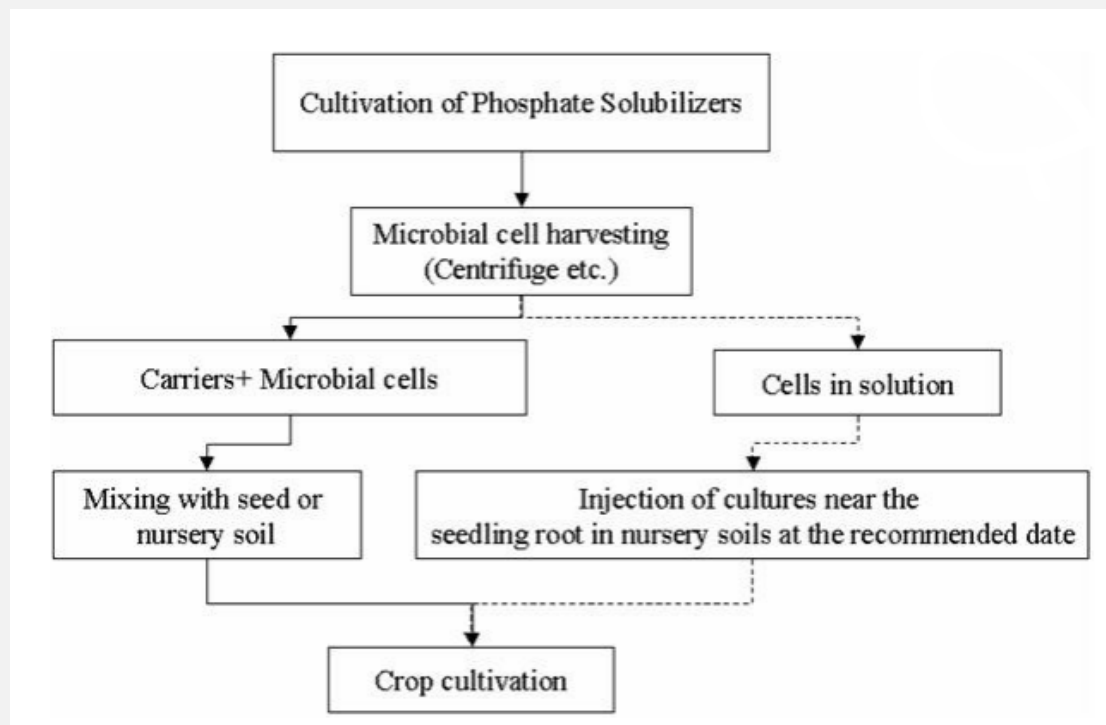 Cultivation of Phosphate Solubilizers
Microbial cell harvesting
(Centrifuge etc.)
Carriers+ Microbial cells
Cells in solution
Mixing with seed or
nursery soil
Injection of cultures near the
seedling root in nursery soils at the recommended date
Crop cultivation